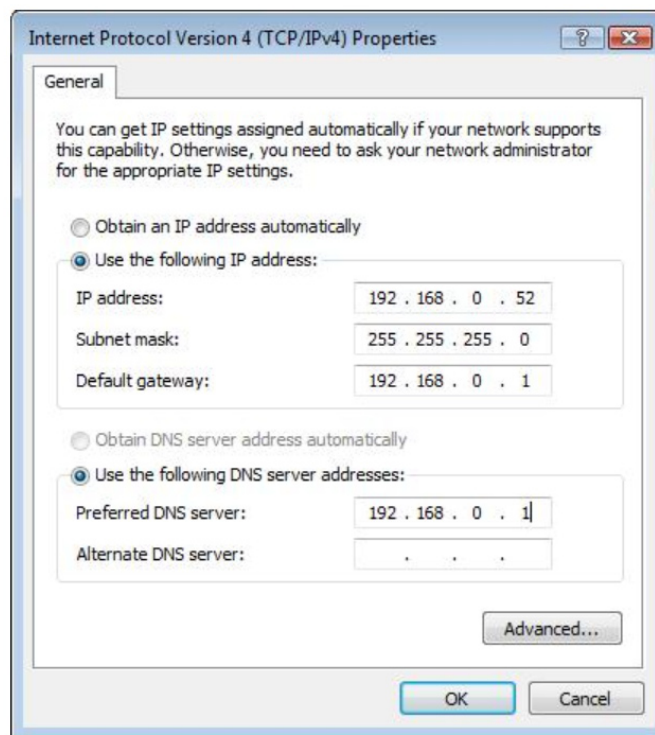 Internet Protocol Version 4 (TCP/IPv4) Properties
General
You can get IP settings assigned automatically if your network supports
this capability. Otherwise, you need to ask your network administrator
for the appropriate IP settings.
Obtain an IP address automatically
Use the following IP address:
IP address: 192 . 168 . 0 . 52
Subnet mask: 255 . 255 . 255 . 0
Default gateway: 192 . 168 . 0 . 1
Obtain DNS server address automatically
Use the following DNS server addresses:
Preferred DNS server: 192 . 168 . 0 . 1
Alternate DNS server: . . .
Advanced...
OK Cancel